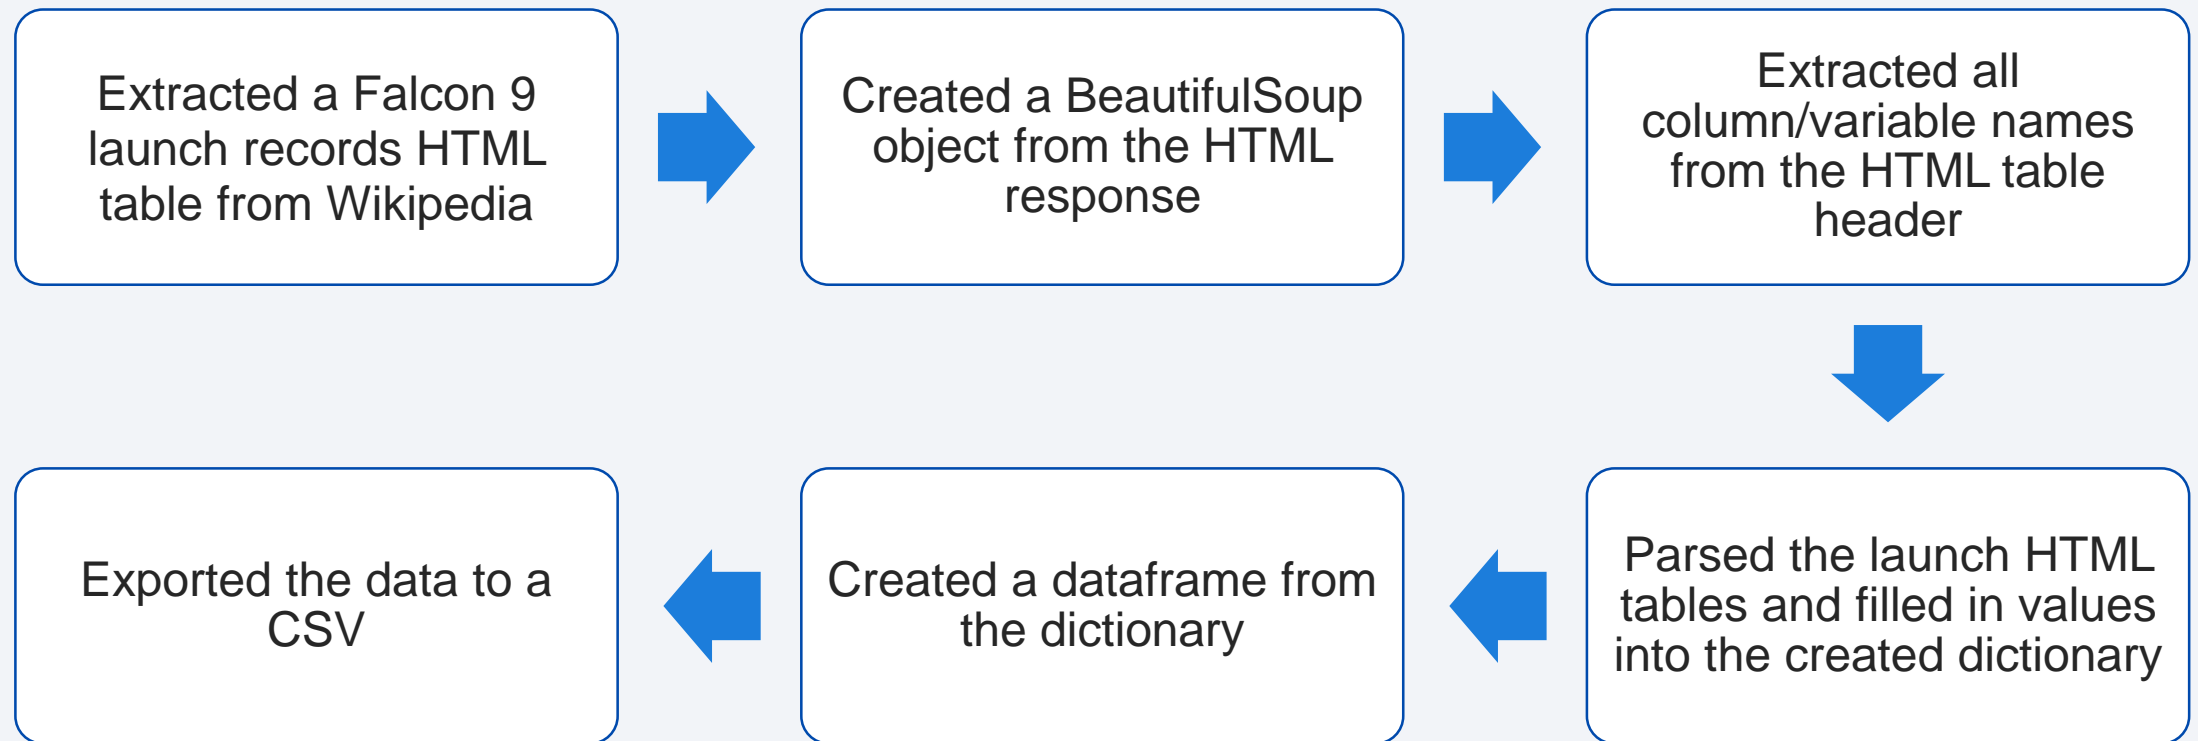 Extracted a Falcon 9
launch records HTML
table from Wikipedia
Created a BeautifulSoup
object from the HTML
response
Extracted all
column/variable names
from the HTML table
header
Parsed the launch HTML
tables and filled in values
into the created dictionary
Created a dataframe from
the dictionary
Exported the data to a
CSV